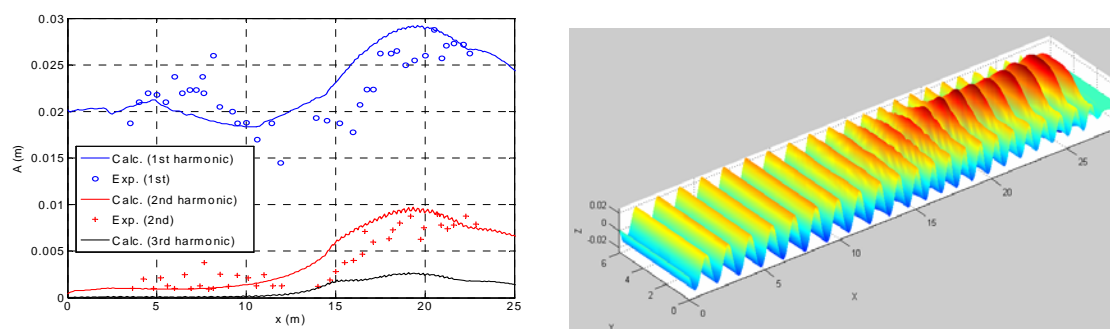 0.03
0.025
0.02
0.015
0.01
0.005
0
A (m)
Calc. (1st harmonic)
Exp. (1st)
Calc. (2nd harmonic)
Exp. (2nd)
Calc. (3rd harmonic)
0 5 10 15 20 25
x (m)
0.02
0
-0.02
Z
6
4
2
0
0
5
10
15
20
25
X